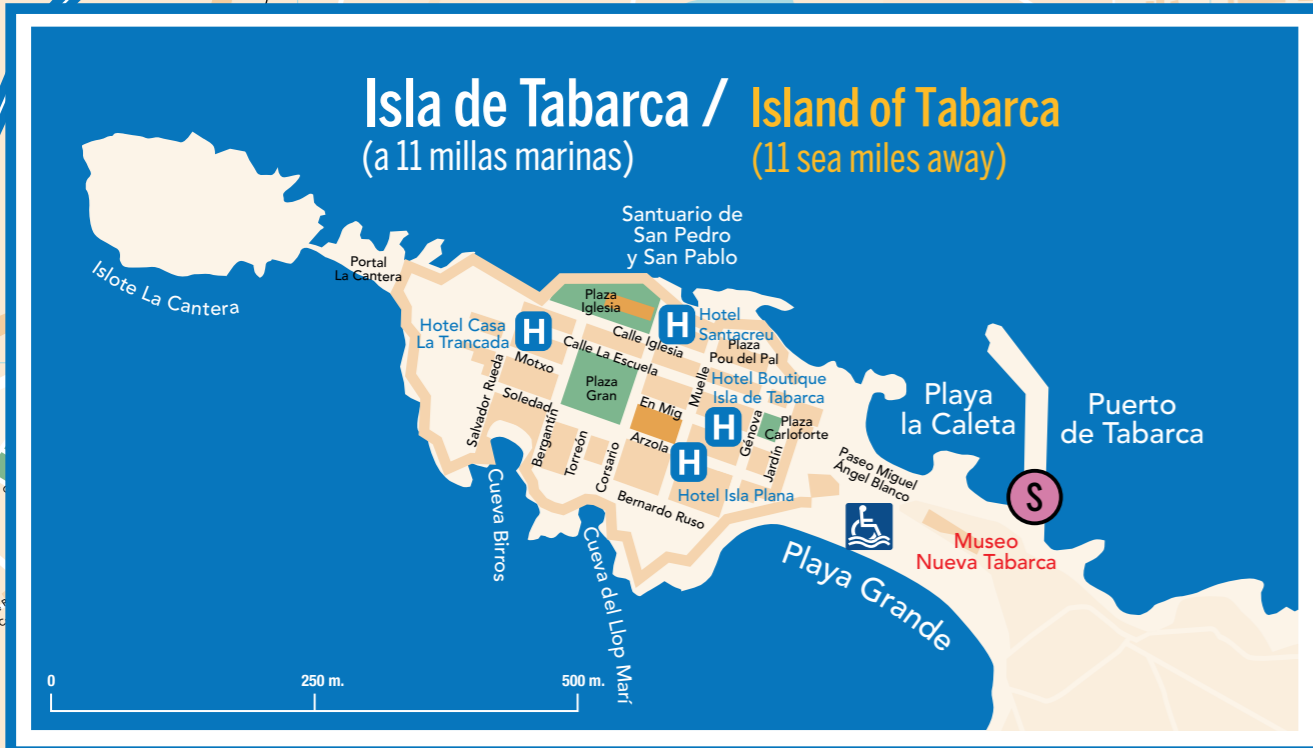 Isla de Tabarca /
(a 11 millas marinas)
Island of Tabarca
(11 sea miles away)
Santuario de
San Pedro
y San Pablo
Islote La Cantera
Portal
La Cantera
Plaza
Iglesia
Hotel Casa
La Trancada
H
H
Hotel
Santacreu
Calle Iglesia
Calle La Escuela
Plaza
Pou del Pal
Motxo
Plaza
Gran
Muelle
Hotel Boutique
Isla de Tabarca
Salvador Rueda
Soledad
En Mig
H
Génova
Plaza
Carloforte
Bergantín
Torreón
Corsario
Arzola
H
Jardín
Hotel Isla Plana
Bernardo Ruso
Paseo Miguel
Ángel Blanco
Playa
la Caleta
Puerto
de Tabarca
S
Museo
Nueva Tabarca
Cueva Birros
Cueva del Llop Marí
Playa Grande
0
250 m.
500 m.